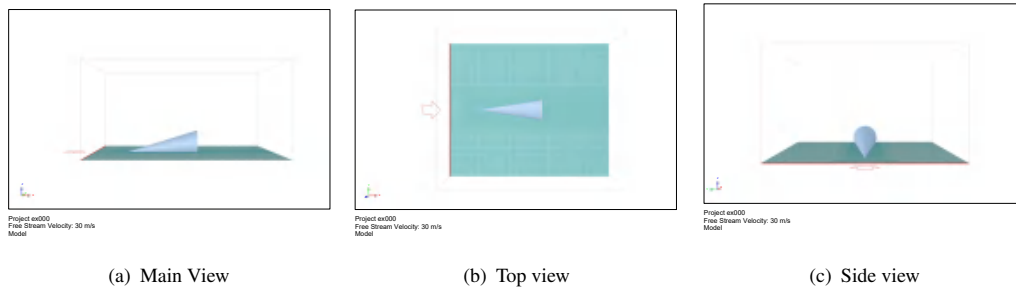 Project ex000
Free Stream Velocity: 30 m/s
Model
(a) Main View
Project ex000
Free Stream Velocity: 30 m/s
Model
(b) Top view
Project ex000
Free Stream Velocity: 30 m/s
Model
(c) Side view